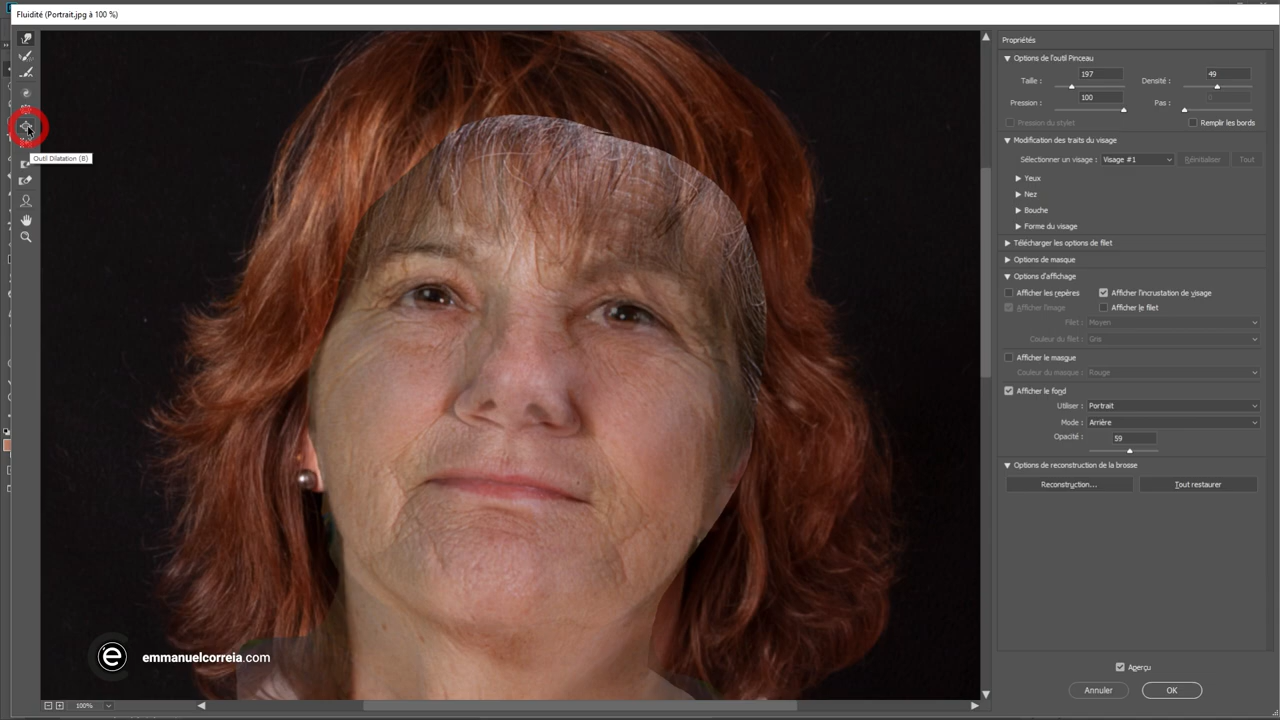 Fluidité (Portrait.jpg à 100 %)
Propriétés
Options de l'outil Pinceau
Taille : 197 Densité : 49
Pression : 100 Pas : 0
Pression du stylet Remplir les bords
Modification des traits du visage
Sélectionner un visage : Visage #1 Réinitialiser Tout
Outil Dilatation (B)
Yeux
Nez
Bouche
Forme du visage
Télécharger les options de filet
Options de masque
Options d'affichage
Afficher les repères Afficher l'incrustation de visage
Afficher l'image Afficher le filet
Filet : Moyen
Couleur du filet : Gris
Afficher le masque
Couleur du masque : Rouge
Afficher le fond
Utiliser : Portrait
Mode : Arrière
Opacité : 59
Options de reconstruction de la brosse
Reconstruction... Tout restaurer
emmanuelcorreia.com
Aperçu
Annuler OK
100%